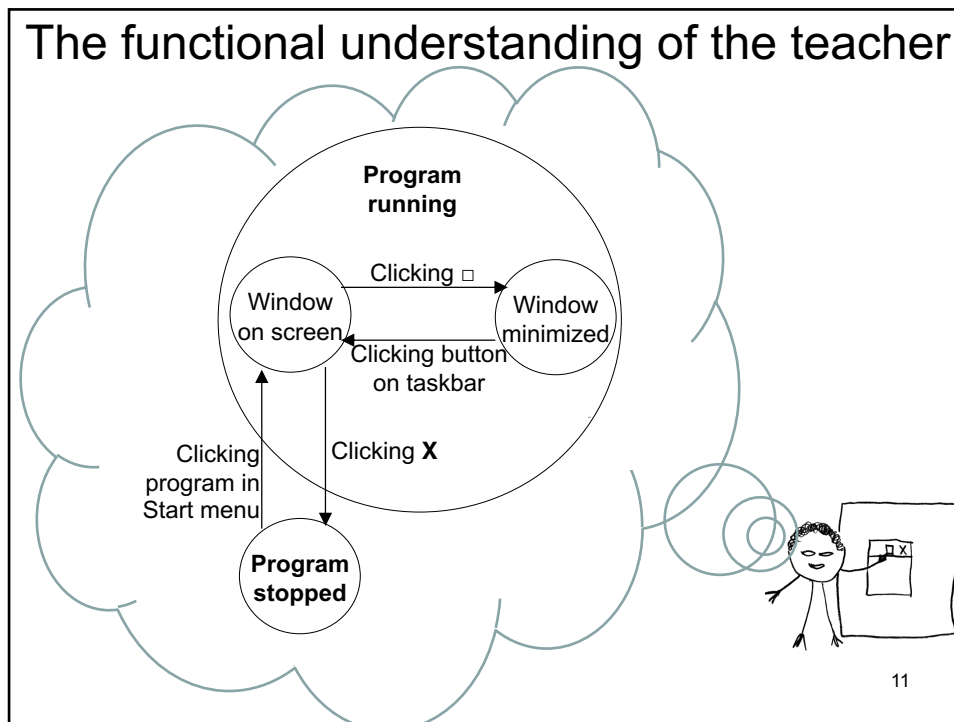 The functional understanding of the teacher
Program
running
Clicking □
Window
on screen
Window
minimized
Clicking button
on taskbar
Clicking
program in
Start menu
Clicking X
Program
stopped
□ X
11